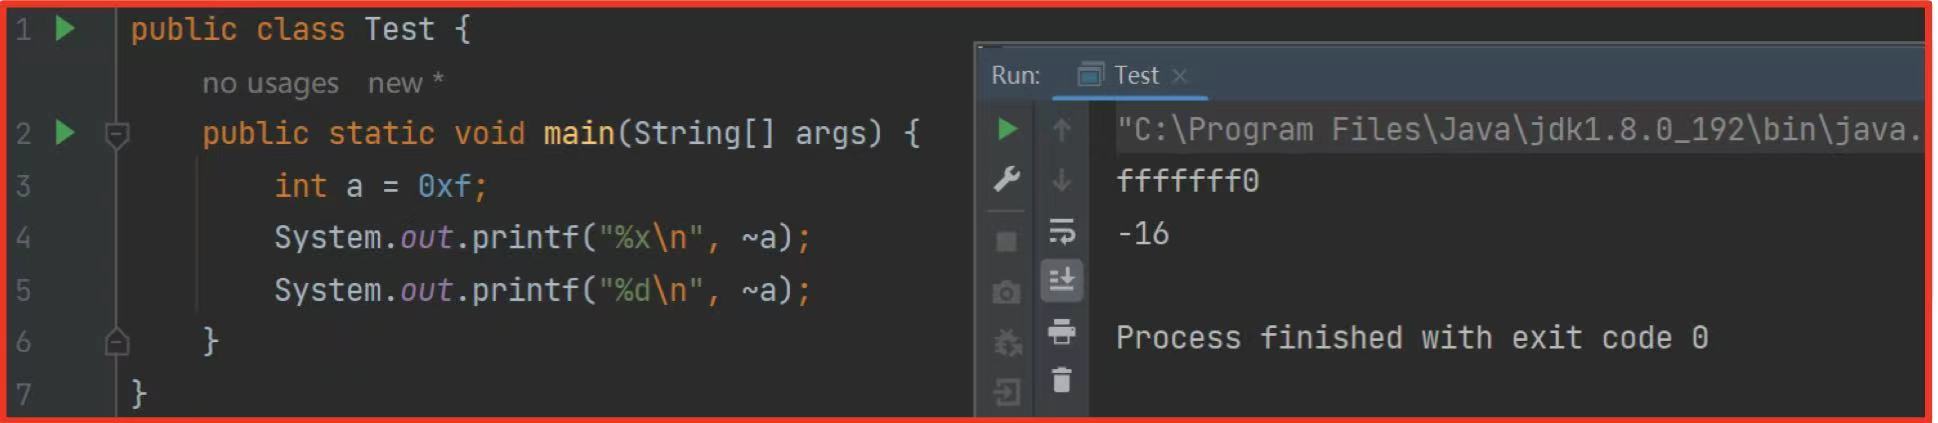 1 public class Test {
no usages new *
2 public static void main(String[] args) {
3 int a = 0xf;
4 System.out.printf("%x\n", ~a);
5 System.out.printf("%d\n", ~a);
6 }
7 }
Run: Test ×
"C:\Program Files\Java\jdk1.8.0_192\bin\java.
fffffff0
-16
Process finished with exit code 0